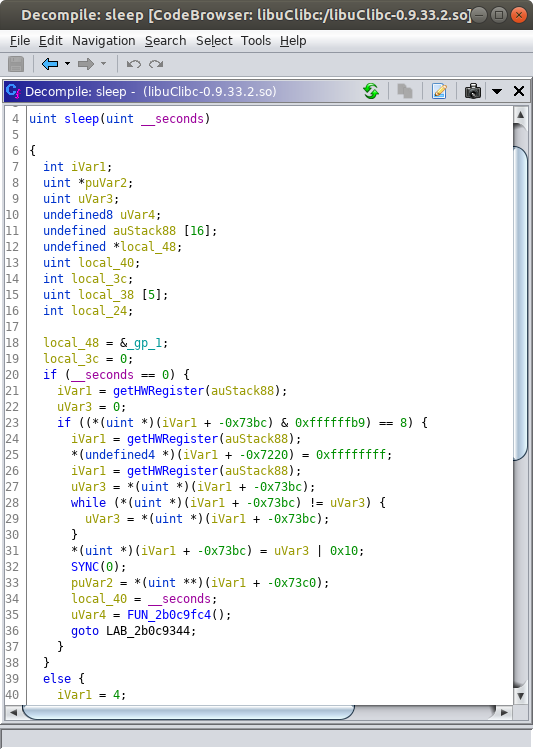 Decompile: sleep [CodeBrowser: libuClibc:/libuClibc-0.9.33.2.so]
File Edit Navigation Search Select Tools Help
Decompile: sleep - (libuClibc-0.9.33.2.so)
4 uint sleep(uint __seconds)
5
6 {
7   int iVar1;
8   uint *puVar2;
9   uint uVar3;
10   undefined8 uVar4;
11   undefined auStack88 [16];
12   undefined *local_48;
13   uint local_40;
14   int local_3c;
15   uint local_38 [5];
16   int local_24;
17
18   local_48 = &_gp_1;
19   local_3c = 0;
20   if (__seconds == 0) {
21     iVar1 = getHWRegister(auStack88);
22     uVar3 = 0;
23     if ((*(uint *)(iVar1 + -0x73bc) & 0xffffffb9) == 8) {
24       iVar1 = getHWRegister(auStack88);
25       *(undefined4 *)(iVar1 + -0x7220) = 0xffffffff;
26       iVar1 = getHWRegister(auStack88);
27       uVar3 = *(uint *)(iVar1 + -0x73bc);
28       while (*(uint *)(iVar1 + -0x73bc) != uVar3) {
29         uVar3 = *(uint *)(iVar1 + -0x73bc);
30       }
31       *(uint *)(iVar1 + -0x73bc) = uVar3 | 0x10;
32       SYNC(0);
33       puVar2 = *(uint **)(iVar1 + -0x73c0);
34       local_40 = __seconds;
35       uVar4 = FUN_2b0c9fc4();
36       goto LAB_2b0c9344;
37     }
38   }
39   else {
40     iVar1 = 4;